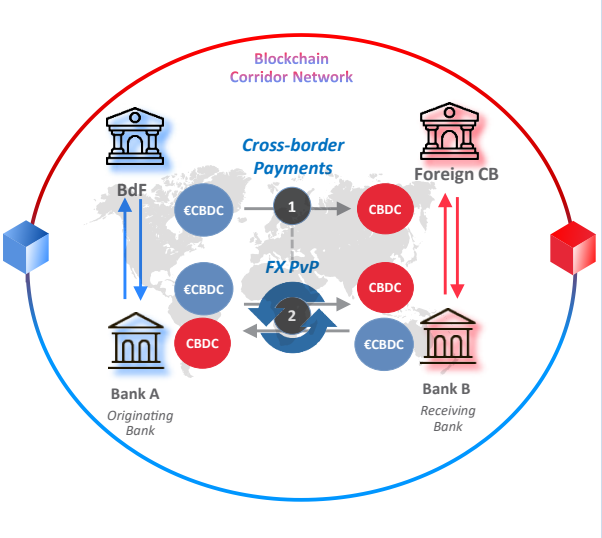 Blockchain
Corridor Network
Cross-border
Payments
BdF
Foreign CB
€CBDC
1
CBDC
FX PvP
€CBDC
CBDC
2
CBDC
€CBDC
Bank A
Originating
Bank
Bank B
Receiving
Bank